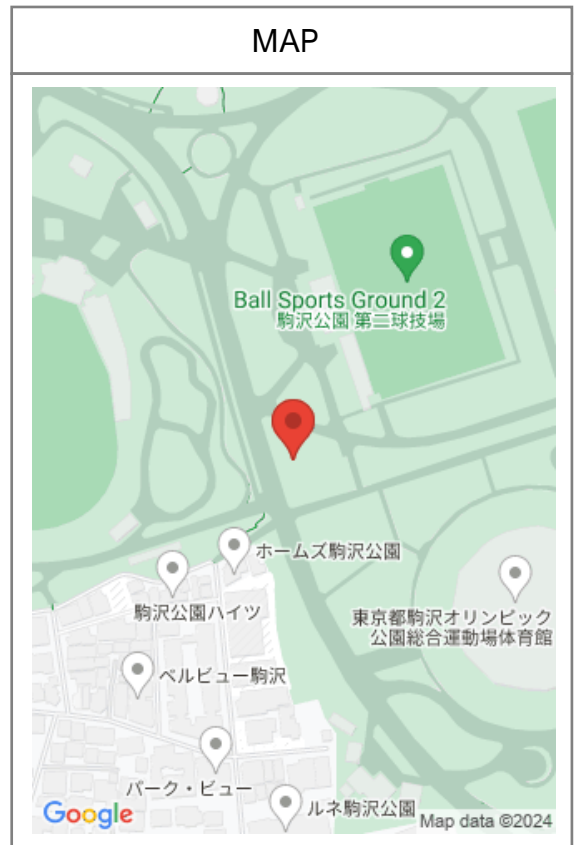 MAP
Ball Sports Ground 2
駒沢公園 第二球技場
ホームズ駒沢公園
駒沢公園ハイツ
東京都駒沢オリンピック
公園総合運動場体育館
ベルビュー駒沢
パーク・ビュー
ルネ駒沢公園
Google
Map data ©2024